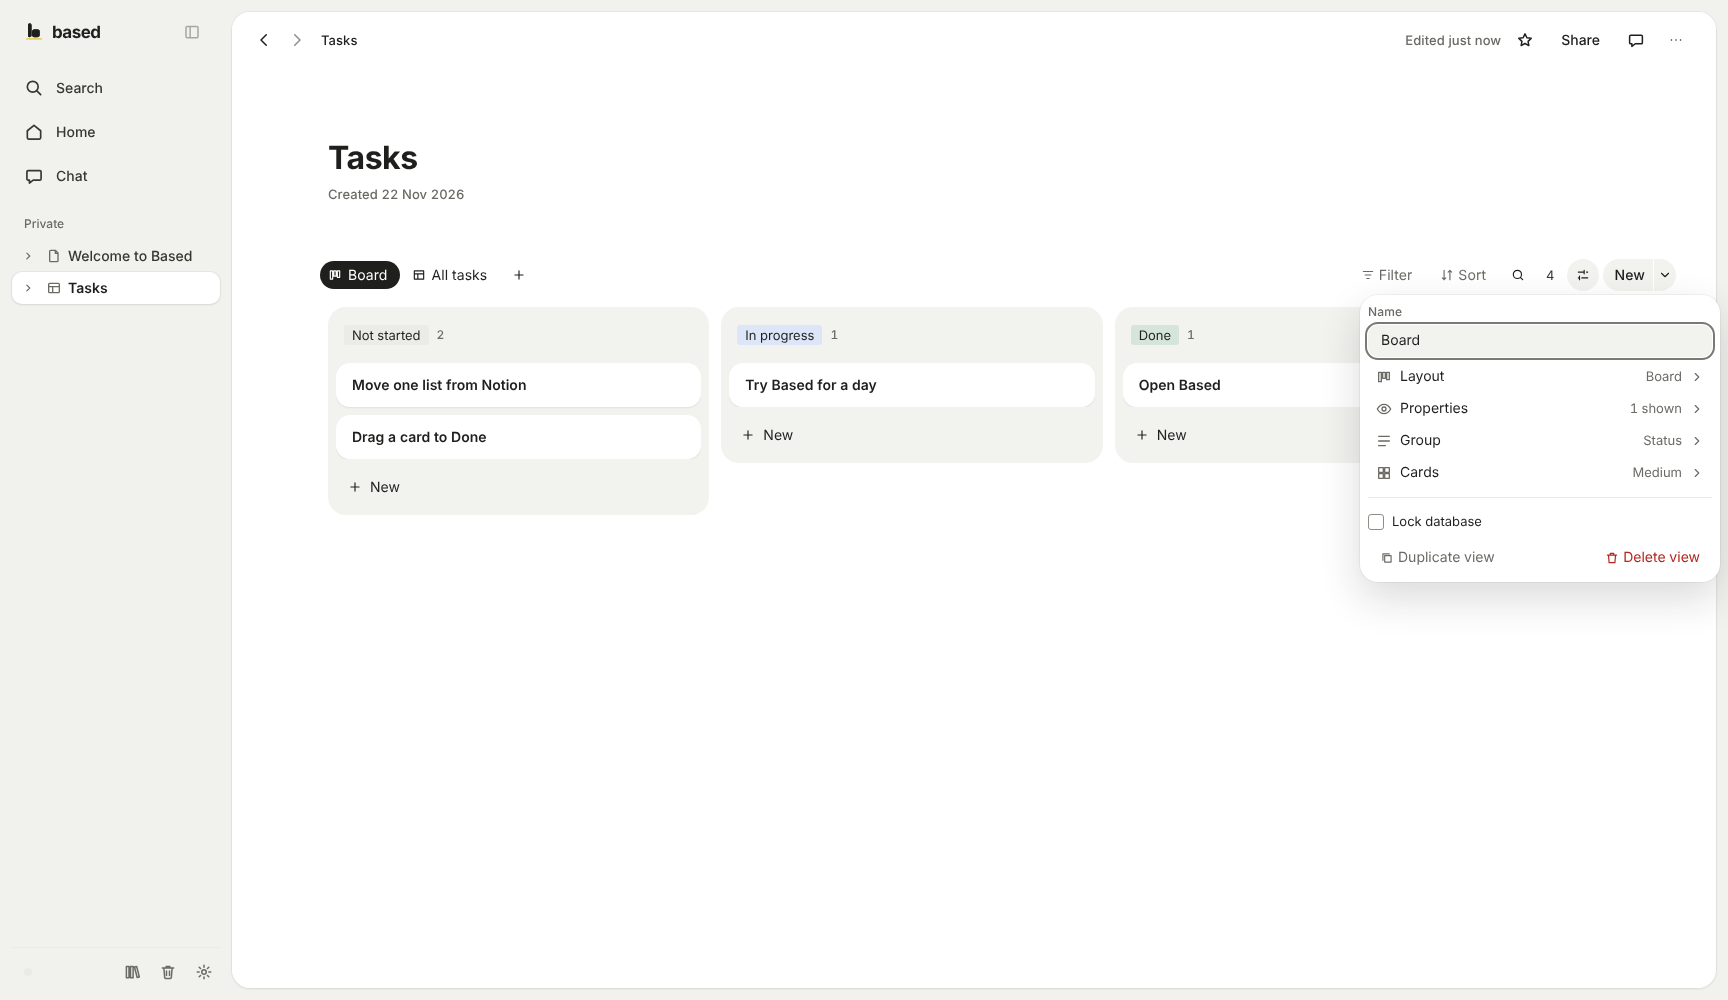 based
Search
Home
Chat
Private
Welcome to Based
Tasks
Tasks
Edited just now
Share
Tasks
Created 22 Nov 2026
Board
All tasks
Filter
Sort
4
New
Not started 2
Move one list from Notion
Drag a card to Done
New
In progress 1
Try Based for a day
New
Done 1
Open Based
New
Name
Board
Layout Board
Properties 1 shown
Group Status
Cards Medium
Lock database
Duplicate view
Delete view